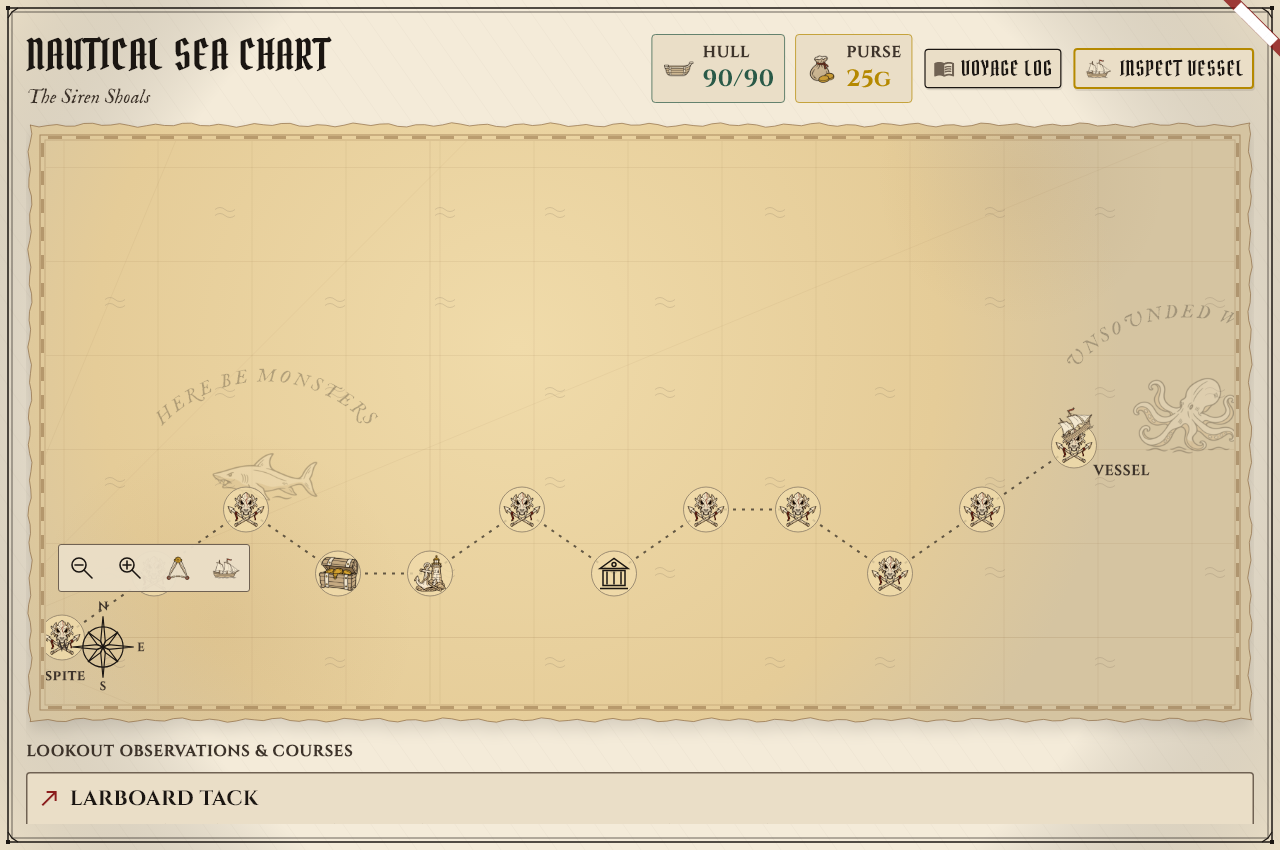 NAUTICAL SEA CHART
The Siren Shoals
HULL
90/90
PURSE
25G
VOYAGE LOG
INSPECT VESSEL
UNSOUNDED W
HERE BE MONSTERS
VESSEL
N
E
S
SPITE
LOOKOUT OBSERVATIONS & COURSES
LARBOARD TACK